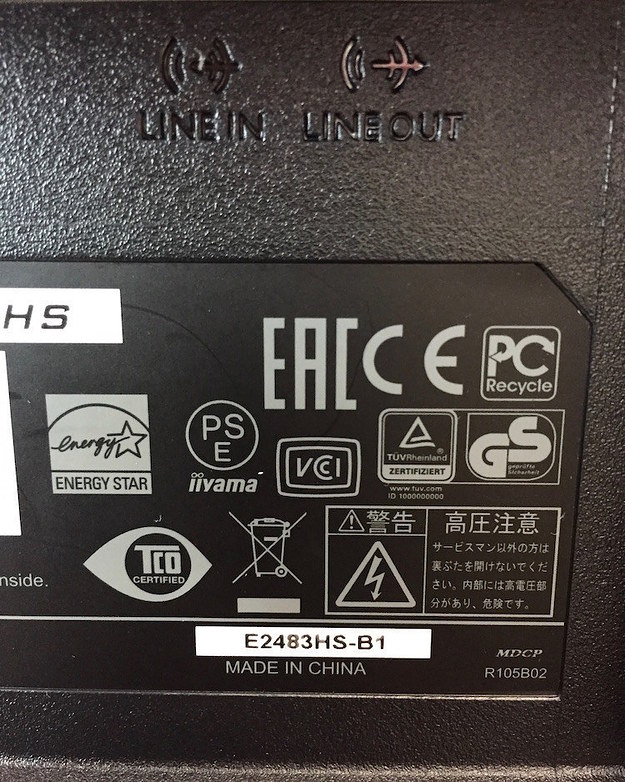 LINE IN LINE OUT
HS
EAC CE PC
Recycle
energy
ENERGY STAR
PS
E
iiyama
VCI
TÜVRheinland
ZERTIFIZIERT
www.tuv.com
ID 1000000000
GS
geprüfte
Sicherheit
TCO
CERTIFIED
警告
高圧注意
サービスマン以外の方は
裏ぶたを開けないでくだ
さい。内部には高電圧部
分があり、危険です。
nside.
E2483HS-B1
MADE IN CHINA
MDCP
R105B02